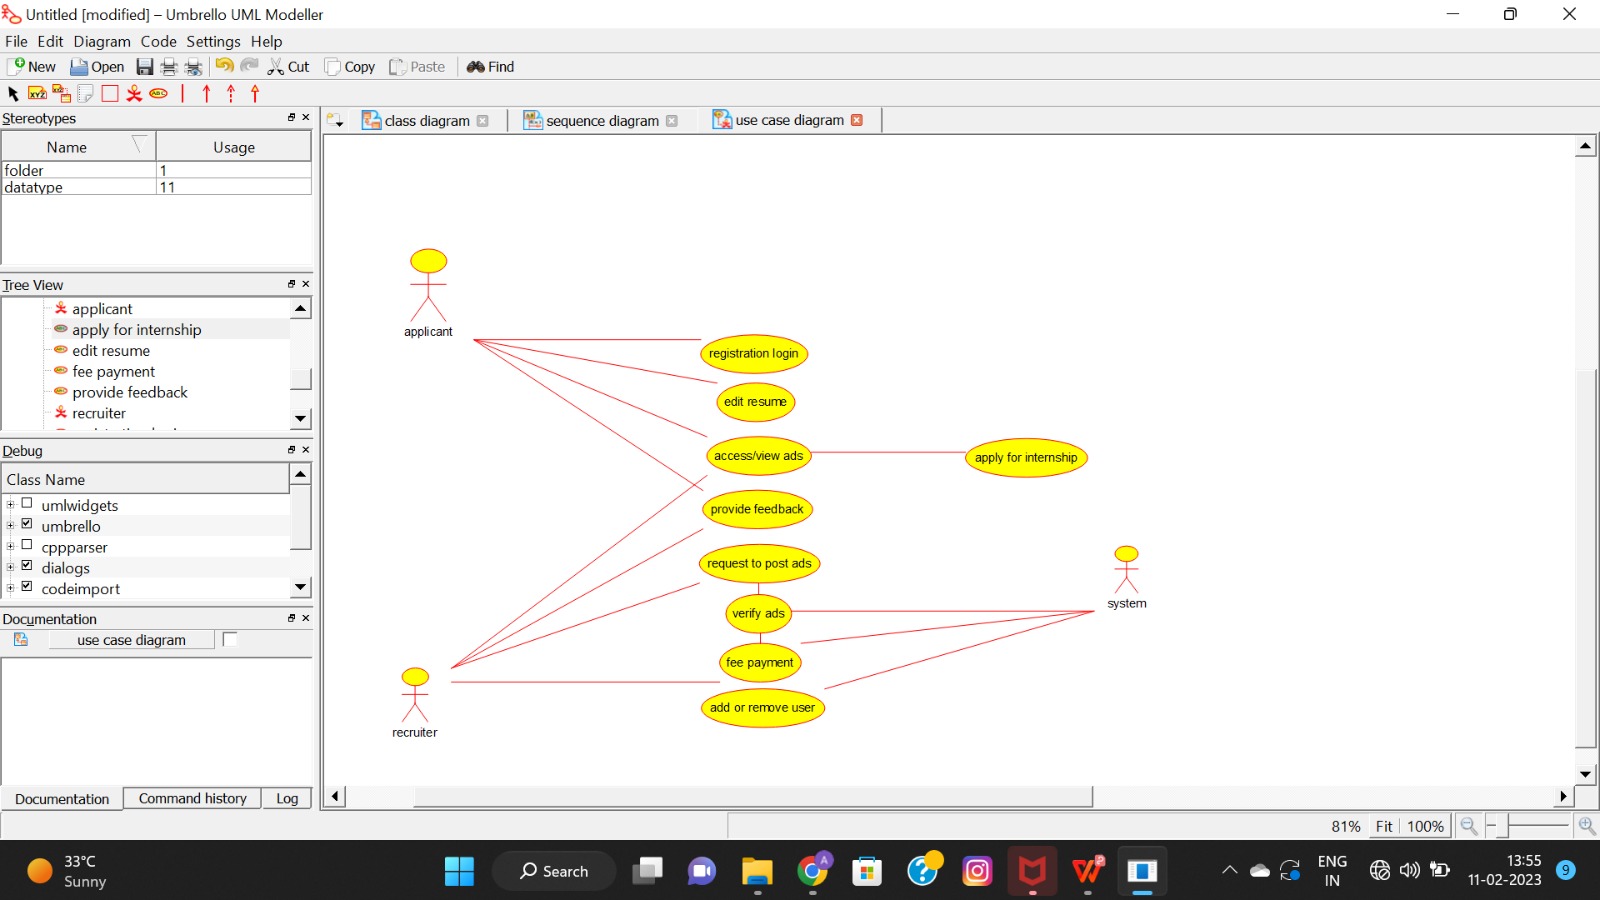 Untitled [modified] – Umbrello UML Modeller
File Edit Diagram Code Settings Help
New Open Cut Copy Paste Find
Stereotypes
Name Usage
folder 1
datatype 11
Tree View
applicant
apply for internship
edit resume
fee payment
provide feedback
recruiter
Debug
Class Name
umlwidgets
umbrello
cppparser
dialogs
codeimport
Documentation
use case diagram
Documentation Command history Log
class diagram sequence diagram use case diagram
applicant
registration login
edit resume
access/view ads
apply for internship
provide feedback
request to post ads
system
verify ads
fee payment
add or remove user
recruiter
81% Fit 100%
33°C
Sunny
Search
ENG
IN
13:55
11-02-2023
9